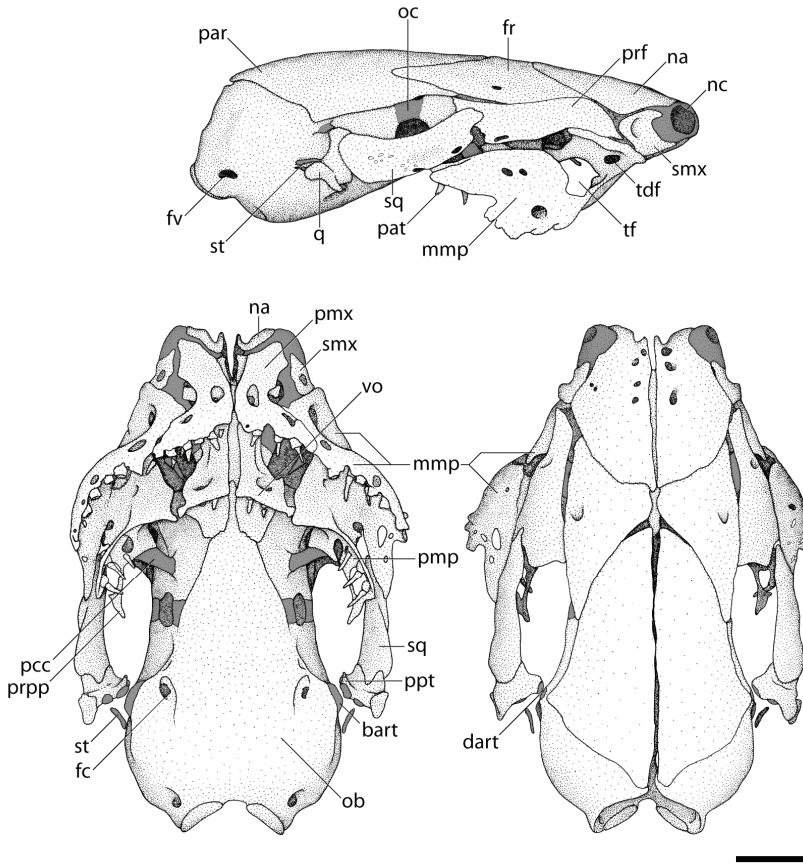 oc
fr
par
prf
na
nc
smx
tdf
fv
sq
tf
q
pat
st
mmp
na
pmx
smx
vo
mmp
pmp
sq
pcc
prpp
ppt
st
bart
dart
fc
ob